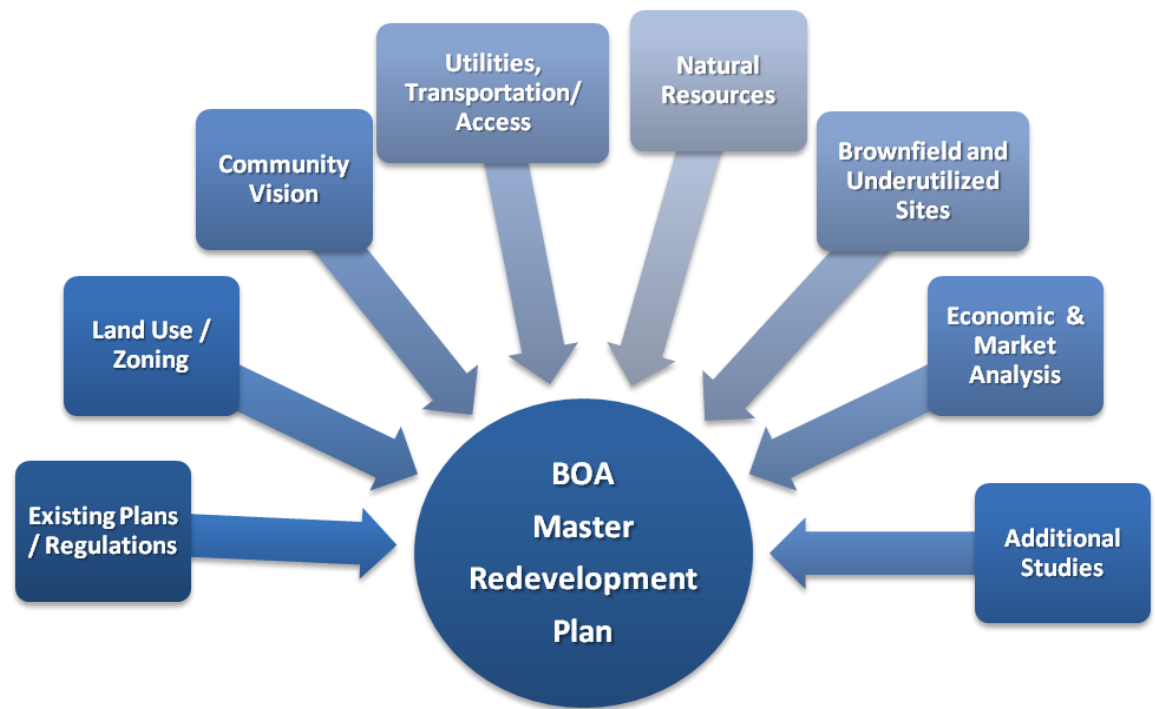 Utilities,
Transportation/
Access
Natural
Resources
Community
Vision
Brownfield and
Underutilized
Sites
Land Use /
Zoning
Economic &
Market
Analysis
Existing Plans
/ Regulations
BOA
Master
Redevelopment
Plan
Additional
Studies